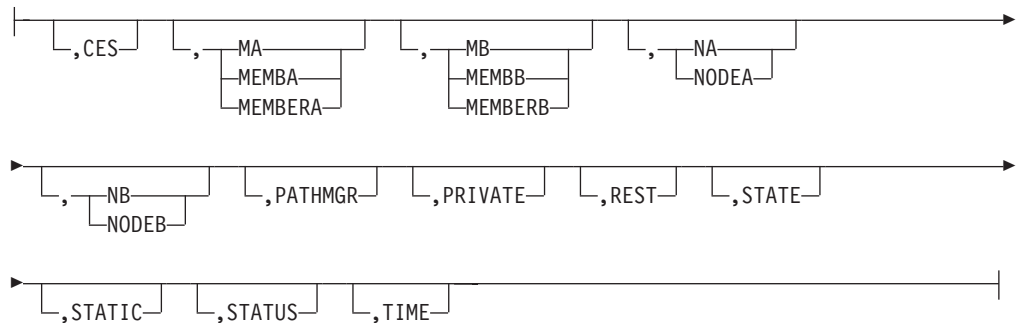 ,CES , MA , MB , NA
MEMBA MEMBB NODEA
MEMBERA MEMBERB
, NB ,PATHMGR ,PRIVATE ,REST ,STATE
NODEB
,STATIC ,STATUS ,TIME